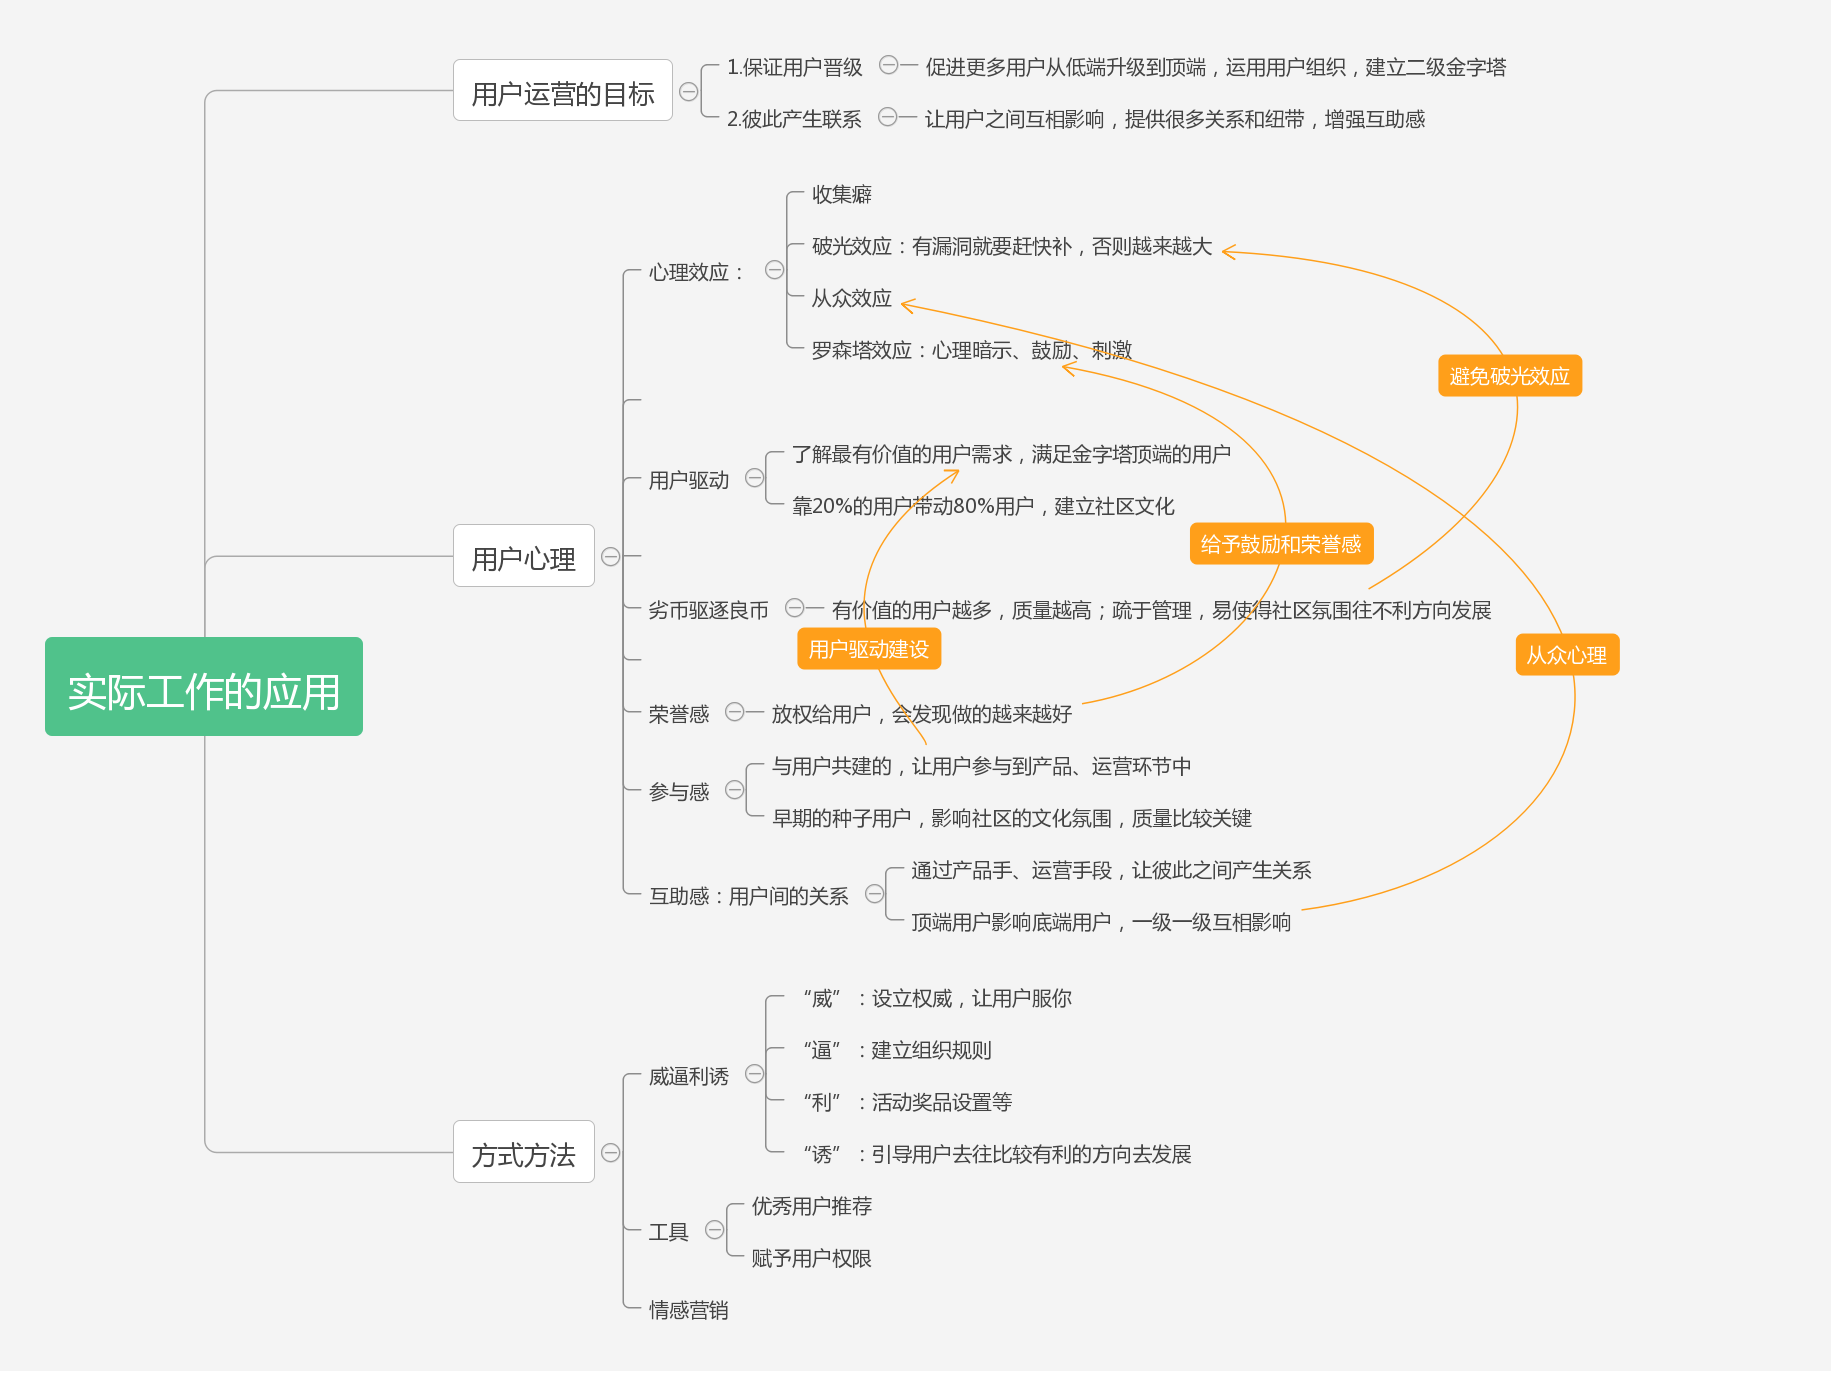 用户运营的目标
1.保证用户晋级
促进更多用户从低端升级到顶端，运用用户组织，建立二级金字塔
2.彼此产生联系
让用户之间互相影响，提供很多关系和纽带，增强互助感
用户心理
心理效应：
收集癖
破光效应：有漏洞就要赶快补，否则越来越大
从众效应
罗森塔效应：心理暗示、鼓励、刺激
避免破光效应
用户驱动
了解最有价值的用户需求，满足金字塔顶端的用户
靠20%的用户带动80%用户，建立社区文化
给予鼓励和荣誉感
劣币驱逐良币
有价值的用户越多，质量越高；疏于管理，易使得社区氛围往不利方向发展
用户驱动建设
从众心理
实际工作的应用
荣誉感
放权给用户，会发现做的越来越好
参与感
与用户共建的，让用户参与到产品、运营环节中
早期的种子用户，影响社区的文化氛围，质量比较关键
互助感：用户间的关系
通过产品手、运营手段，让彼此之间产生关系
顶端用户影响底端用户，一级一级互相影响
方式方法
威逼利诱
“威”：设立权威，让用户服你
“逼”：建立组织规则
“利”：活动奖品设置等
“诱”：引导用户去往比较有利的方向去发展
工具
优秀用户推荐
赋予用户权限
情感营销